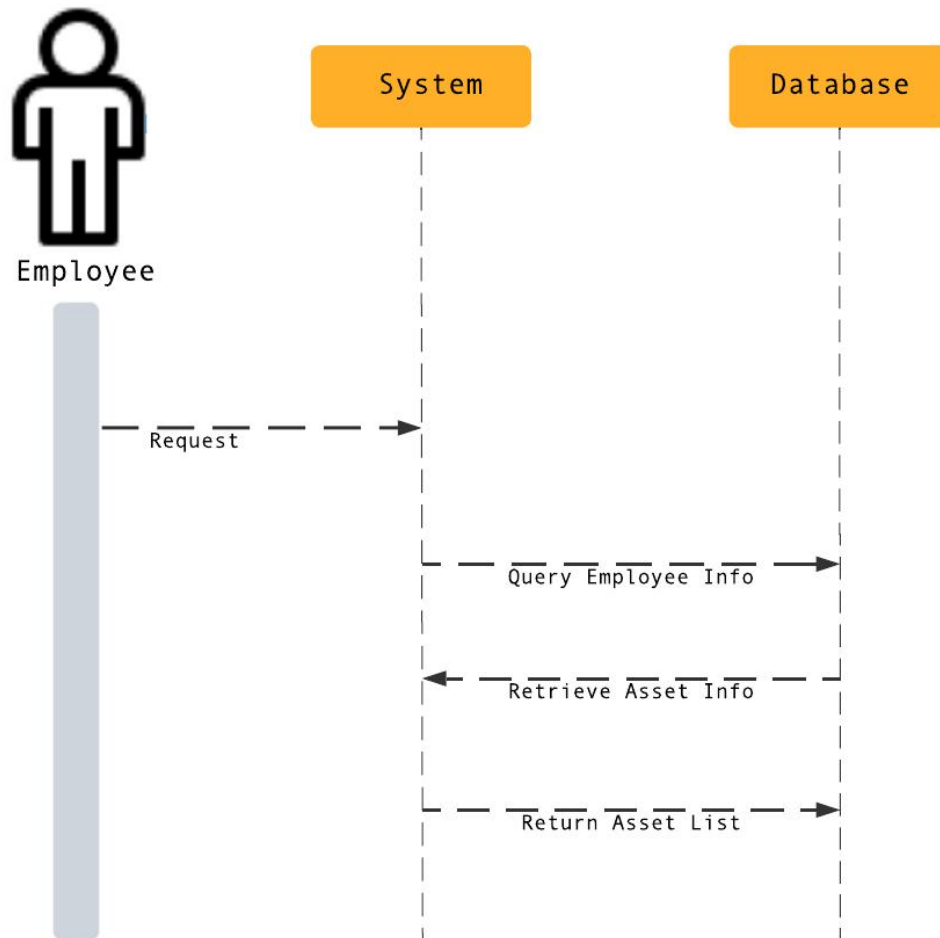 System
Database
Employee
Request
Query Employee Info
Retrieve Asset Info
Return Asset List